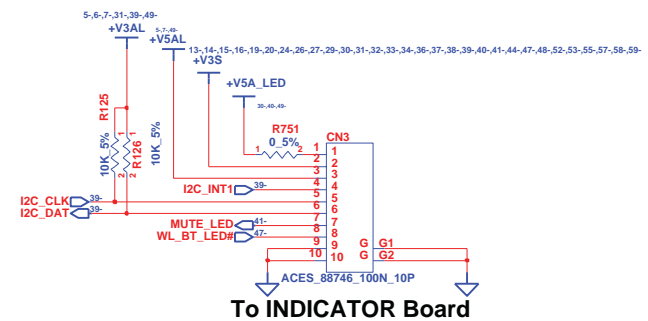 5-,6-,7-,31-,39-,49-
+V3AL
5-,7-,49-
+V5AL
13-,14-,15-,16-,19-,20-,24-,26-,27-,29-,30-,31-,32-,33-,34-,36-,37-,38-,39-,40-,41-,44-,47-,48-,52-,53-,55-,57-,58-,59-
+V3S
+V5A_LED
39-,40-,49-
R125
10K_5%
1 1
2 2
R126
10K_5%
R751
0_5%
1 2
CN3
1 1
2 2
3 3
4 4
5 5
6 6
7 7
8 8
9 9
10 10
I2C_INT1 39-
I2C_CLK 39-
I2C_DAT 39-
MUTE_LED 41-
WL_BT_LED# 47-
G G1
G G2
ACES_88746_100N_10P
To INDICATOR Board